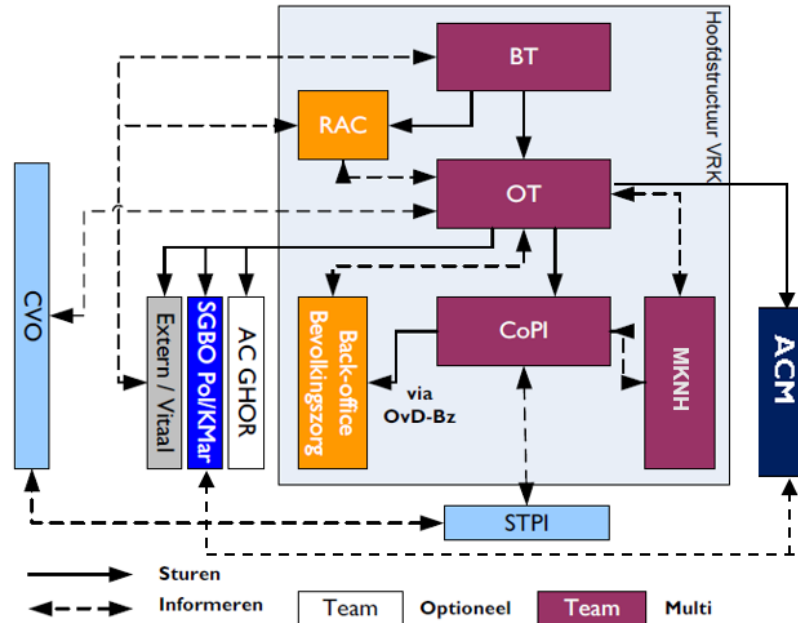 Hoofdstructuur VRK
BT
RAC
OT
CVO
Extern / Vitaal
SGBO Pol/KMar
AC GHOR
Back-office
Bevolkingszorg
CoPI
MKNH
ACM
via
OvD-Bz
STPI
Sturen
Informeren
Team
Optioneel
Team
Multi